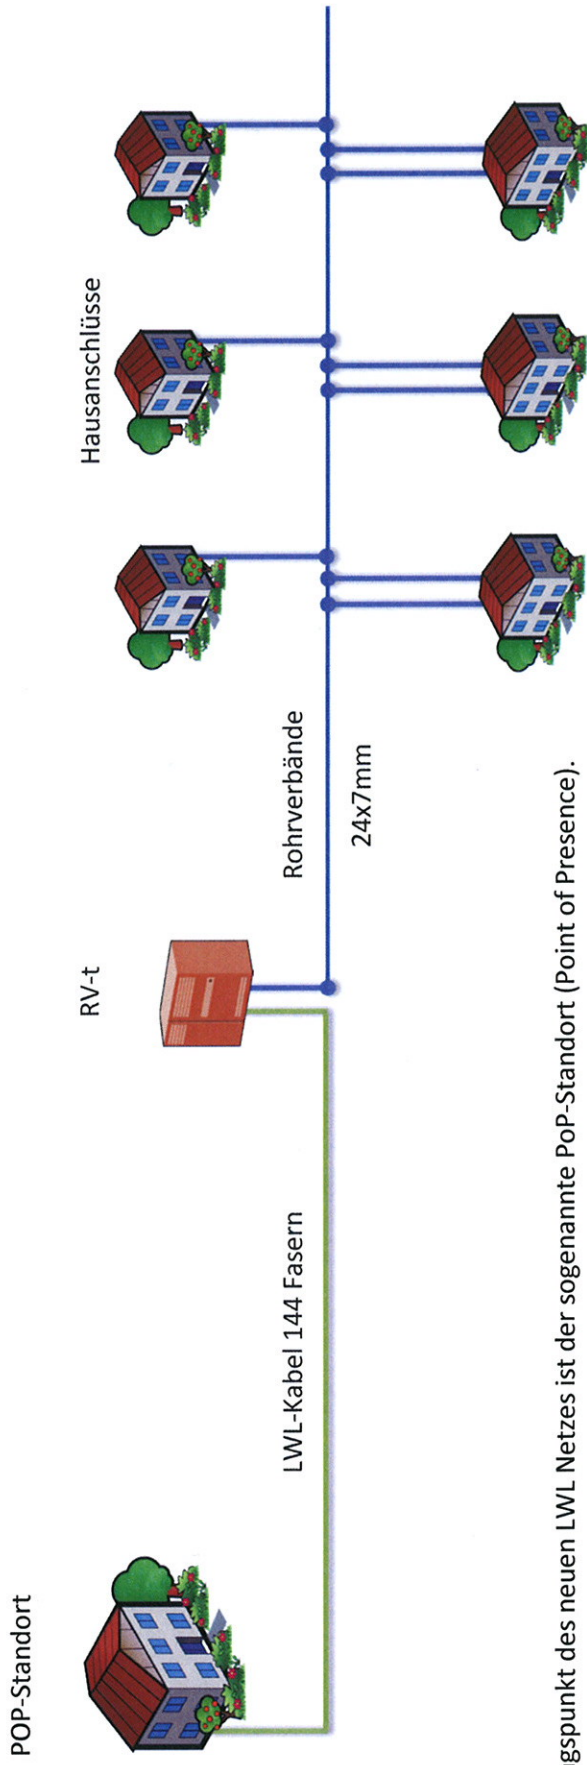 POP-Standort
LWL-Kabel 144 Fasern
RV-t
Rohrverbände
24x7mm
Hausanschlüsse
gspunkt des neuen LWL Netzes ist der sogenannte PoP-Standort (Point of Presence).